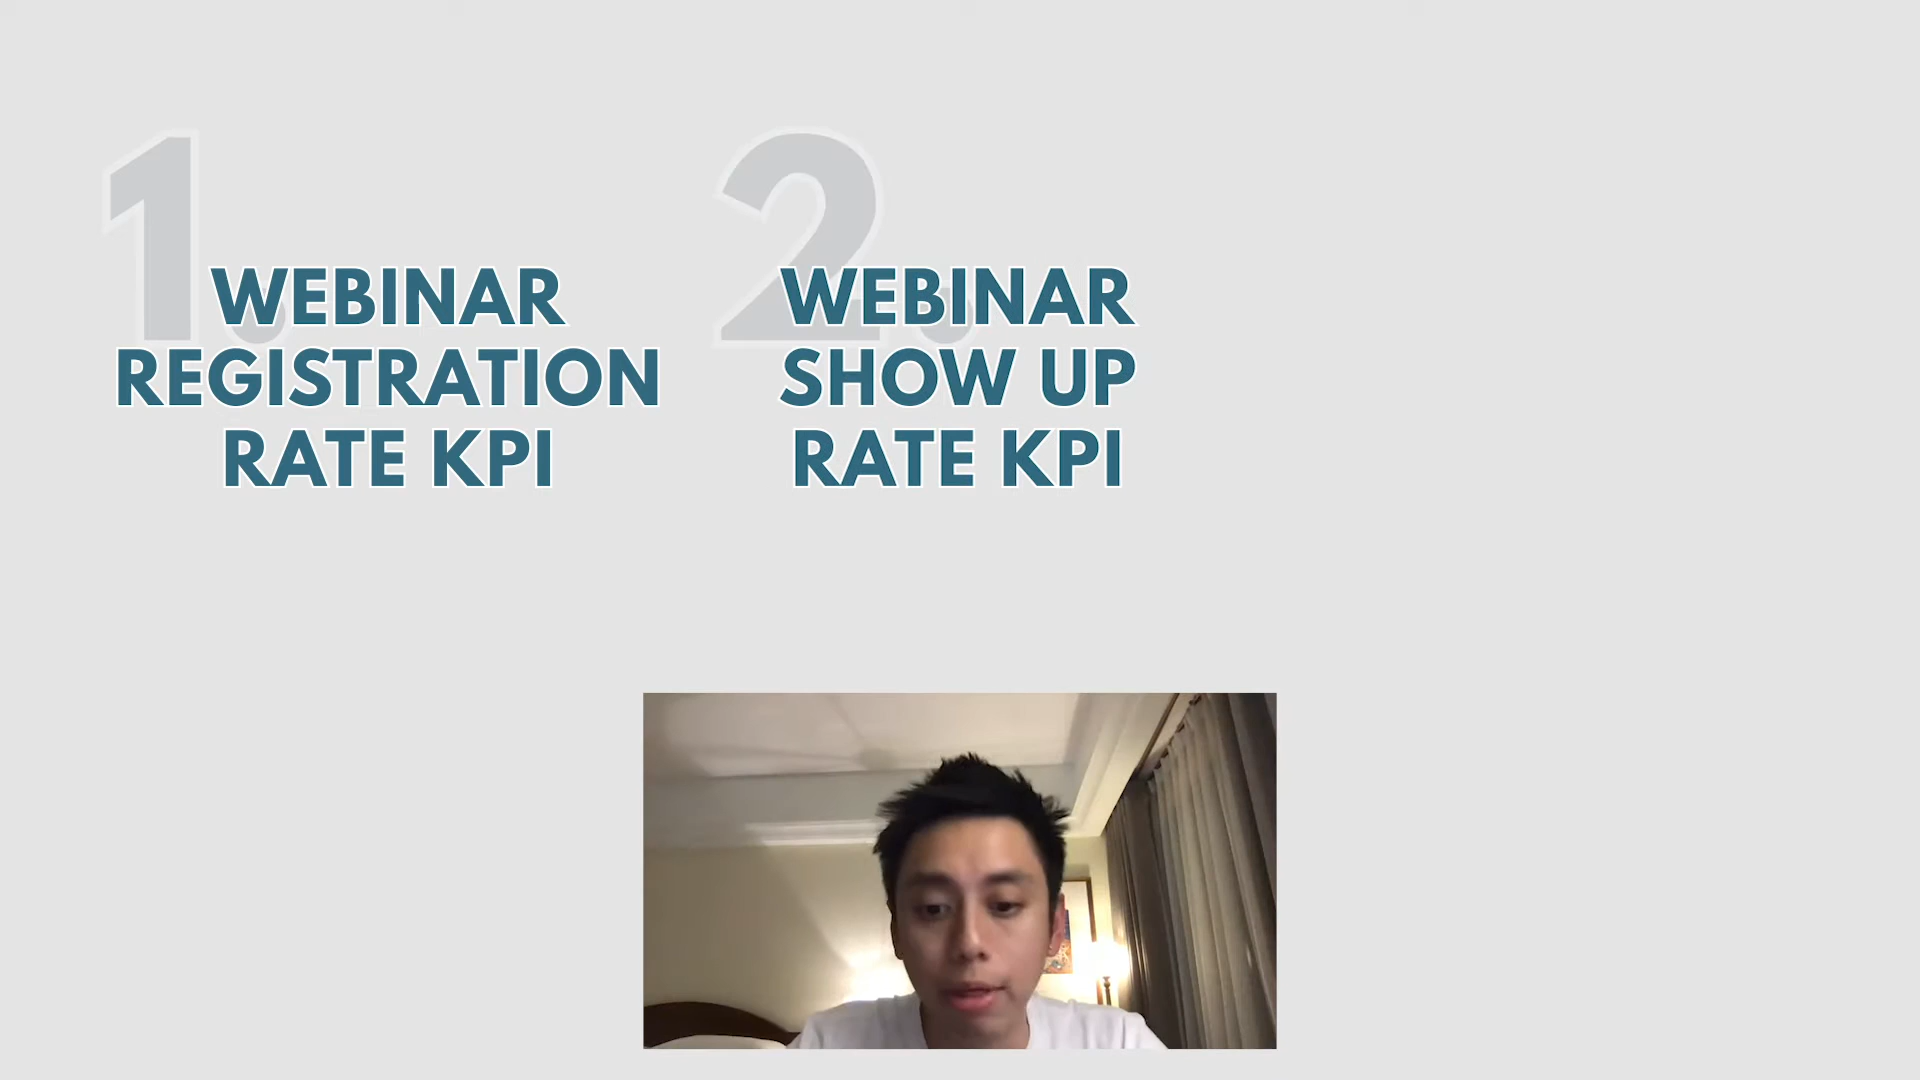 1.
WEBINAR
REGISTRATION
RATE KPI
2.
WEBINAR
SHOW UP
RATE KPI